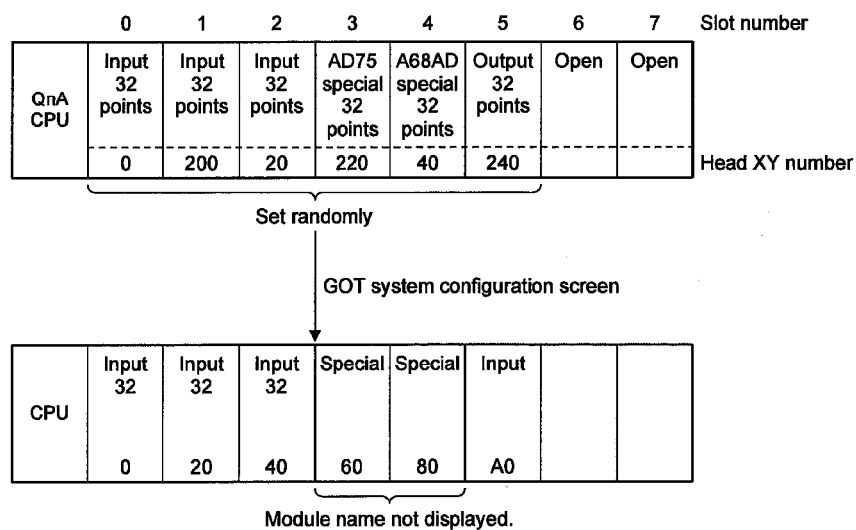 0 1 2 3 4 5 6 7 Slot number
QnA CPU
Input 32 points
Input 32 points
Input 32 points
AD75 special 32 points
A68AD special 32 points
Output 32 points
Open
Open
0 200 20 220 40 240 Head XY number
Set randomly
GOT system configuration screen
CPU
Input 32
Input 32
Input 32
Special
Special
Input
0 20 40 60 80 A0
Module name not displayed.